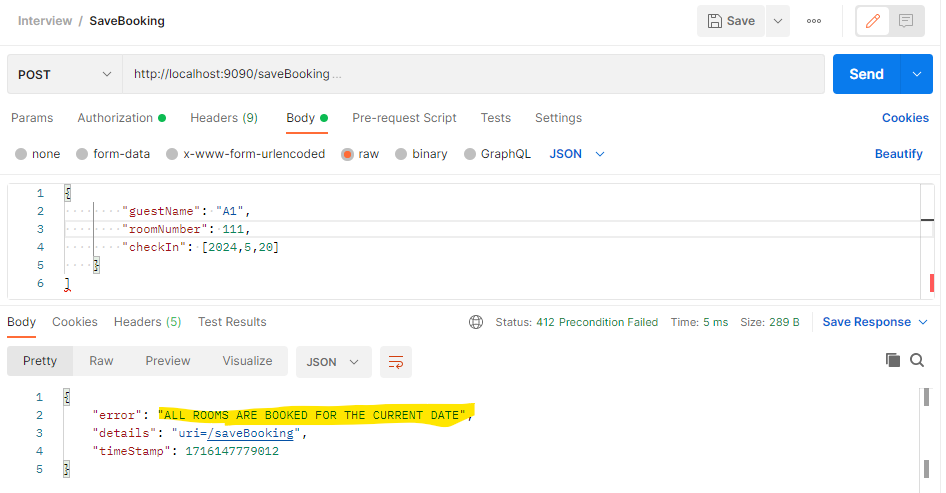 Interview / SaveBooking
Save
POST http://localhost:9090/saveBooking ... Send
Params Authorization Headers (9) Body Pre-request Script Tests Settings Cookies
none form-data x-www-form-urlencoded raw binary GraphQL JSON Beautify
1 {
2 "guestName": "A1",
3 "roomNumber": 111,
4 "checkIn": [2024,5,20]
5 }
6 ]
Body Cookies Headers (5) Test Results Status: 412 Precondition Failed Time: 5 ms Size: 289 B Save Response
Pretty Raw Preview Visualize JSON
1 {
2 "error": "ALL ROOMS ARE BOOKED FOR THE CURRENT DATE",
3 "details": "uri=/saveBooking",
4 "timeStamp": 1716147779012
5 }